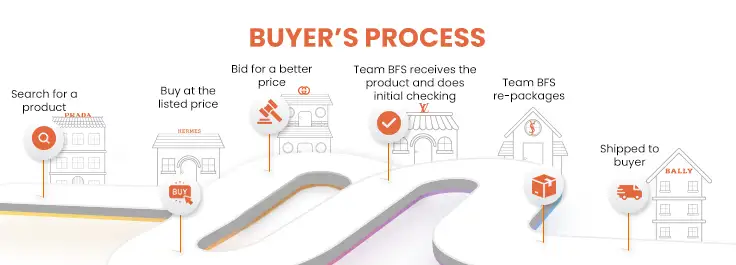 BUYER'S PROCESS
Search for a
product
PRADA
Buy at the
listed price
HERMES
BUY
Bid for a better
price
Team BFS receives the
product and does
initial checking
LV
Team BFS
re-packages
Shipped to
buyer
BALLY